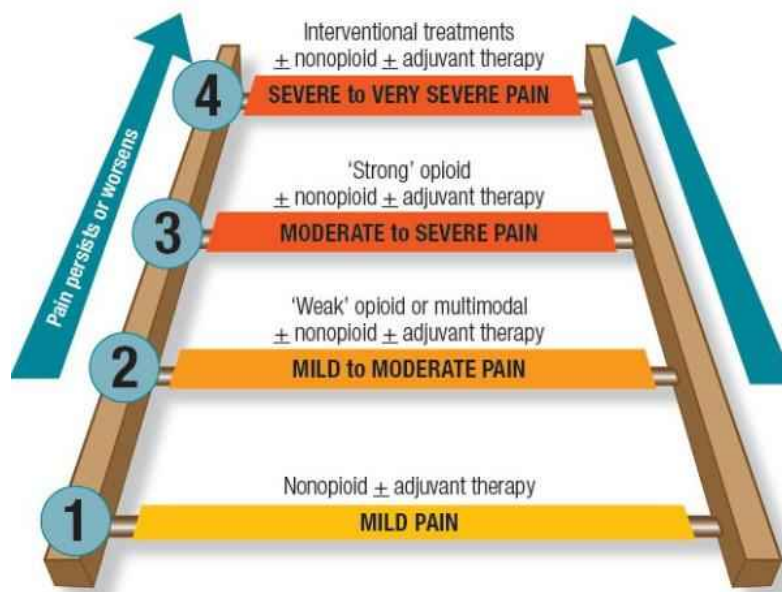 Interventional treatments
± nonopioid ± adjuvant therapy
4
SEVERE to VERY SEVERE PAIN
'Strong' opioid
± nonopioid ± adjuvant therapy
3
MODERATE to SEVERE PAIN
Pain persists or worsens
'Weak' opioid or multimodal
± nonopioid ± adjuvant therapy
2
MILD to MODERATE PAIN
Nonopioid ± adjuvant therapy
1
MILD PAIN